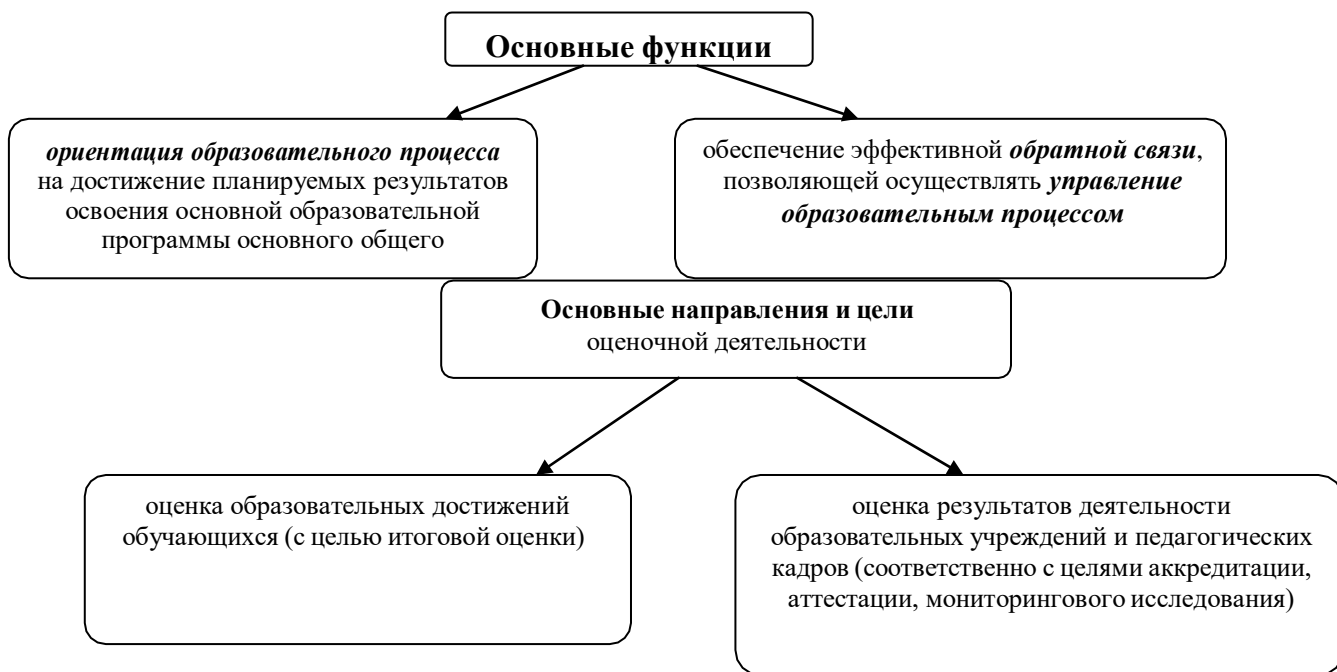 Основные функции
ориентация образовательного процесса
на достижение планируемых результатов
освоения основной образовательной
программы основного общего
обеспечение эффективной обратной связи,
позволяющей осуществлять управление
образовательным процессом
Основные направления и цели
оценочной деятельности
оценка образовательных достижений
обучающихся (с целью итоговой оценки)
оценка результатов деятельности
образовательных учреждений и педагогических
кадров (соответственно с целями аккредитации,
аттестации, мониторингового исследования)